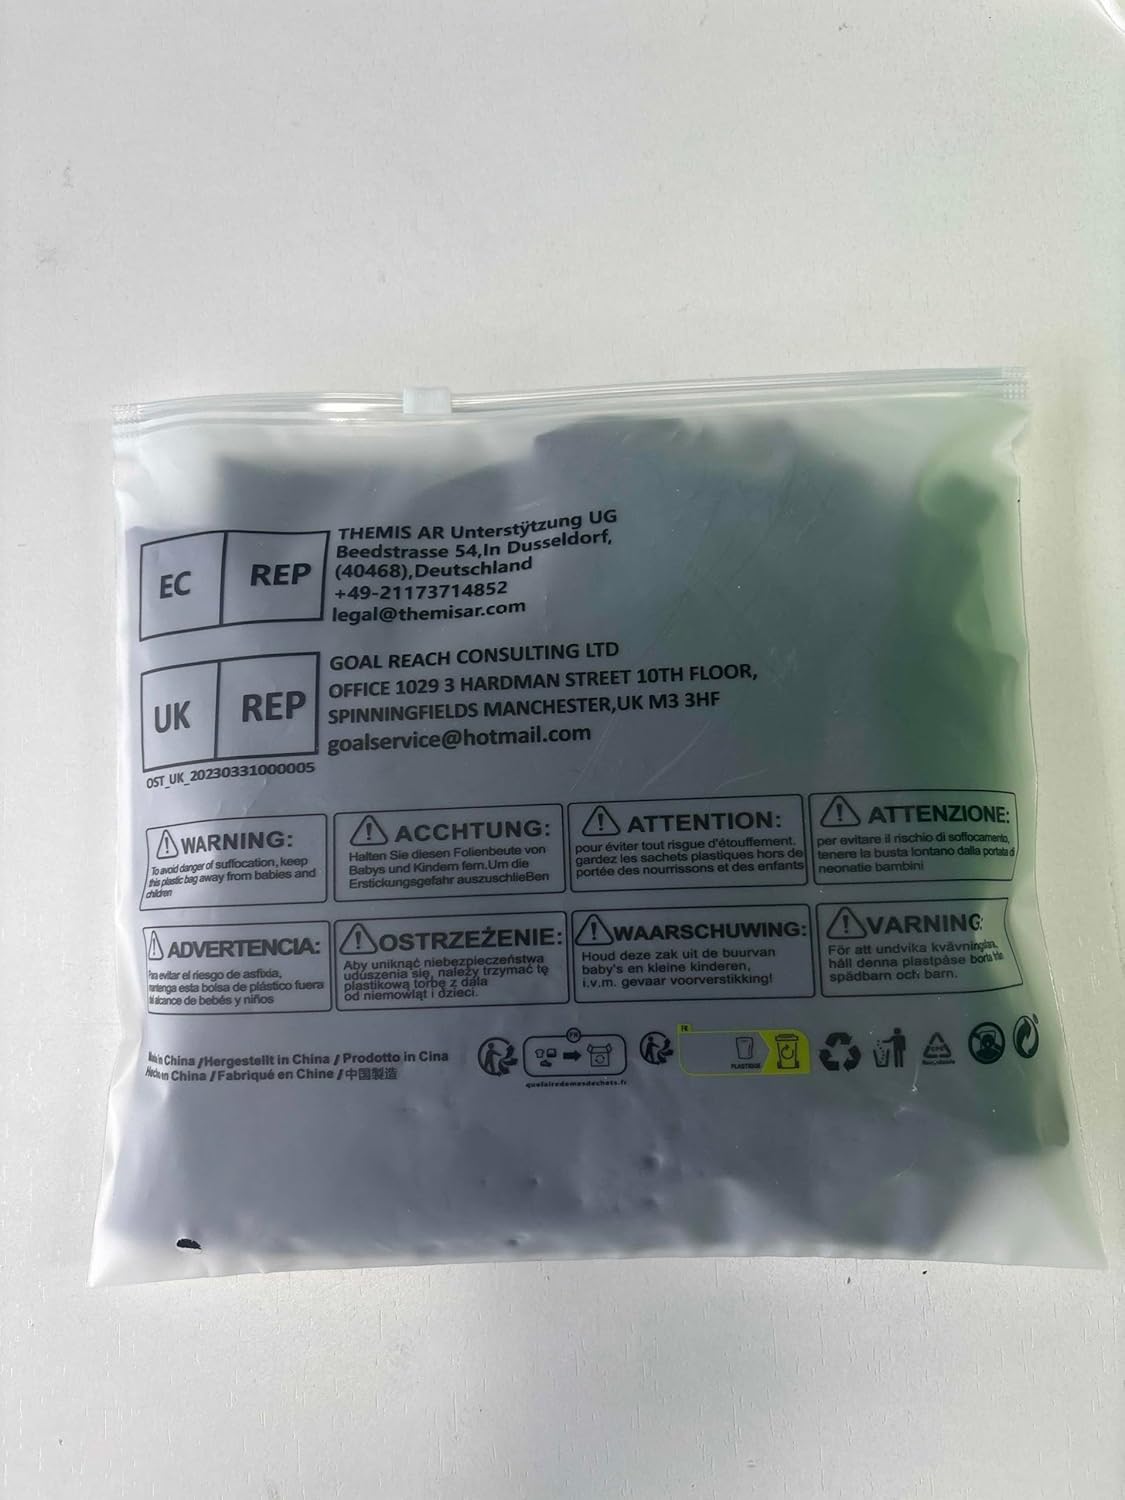 EC REP
THEMIS AR Unterstÿtzung UG
Beedstrasse 54,In Dusseldorf,
(40468),Deutschland
+49-21173714852
legal@themisar.com
UK REP
GOAL REACH CONSULTING LTD
OFFICE 1029 3 HARDMAN STREET 10TH FLOOR,
SPINNINGFIELDS MANCHESTER,UK M3 3HF
goalservice@hotmail.com
OST_UK_20230331000005
WARNING:
To avoid danger of suffocation, keep
this plastic bag away from babies and
children
ACCHTUNG:
Halten Sie diesen Folienbeute von
Babys und Kindern fern.Um die
Erstickungsgefahr auszuschlieBen
ATTENTION:
pour éviter tout risgue d'étouffement.
gardez les sachets plastiques hors de
portée des nourrissons et des enfants
ATTENZIONE:
per evitare il rischio di soffocamento,
tenere la busta lontano dalla portata di
neonatie bambini
ADVERTENCIA:
Para evitar el riesgo de asfixia,
mantenga esta bolsa de plástico fuera
del alcance de bebés y niños
OSTRZEŻENIE:
Aby uniknąć niebezpieczeństwa
uduszenia się, należy trzymać tę
plastikową torbę z dala
od niemowląt i dzieci.
WAARSCHUWING:
Houd deze zak uit de buurvan
baby's en kleine kinderen,
i.v.m. gevaar voorverstikking!
VARNING:
För att undvika kvävningsfara,
håll denna plastpåse borta från
spädbarn och barn.
Made in China /Hergestellt in China / Prodotto in Cina
Hecho en China /Fabriqué en Chine /中国製造
FR
quefairedemesdechets.fr
FR
PLASTIQUE